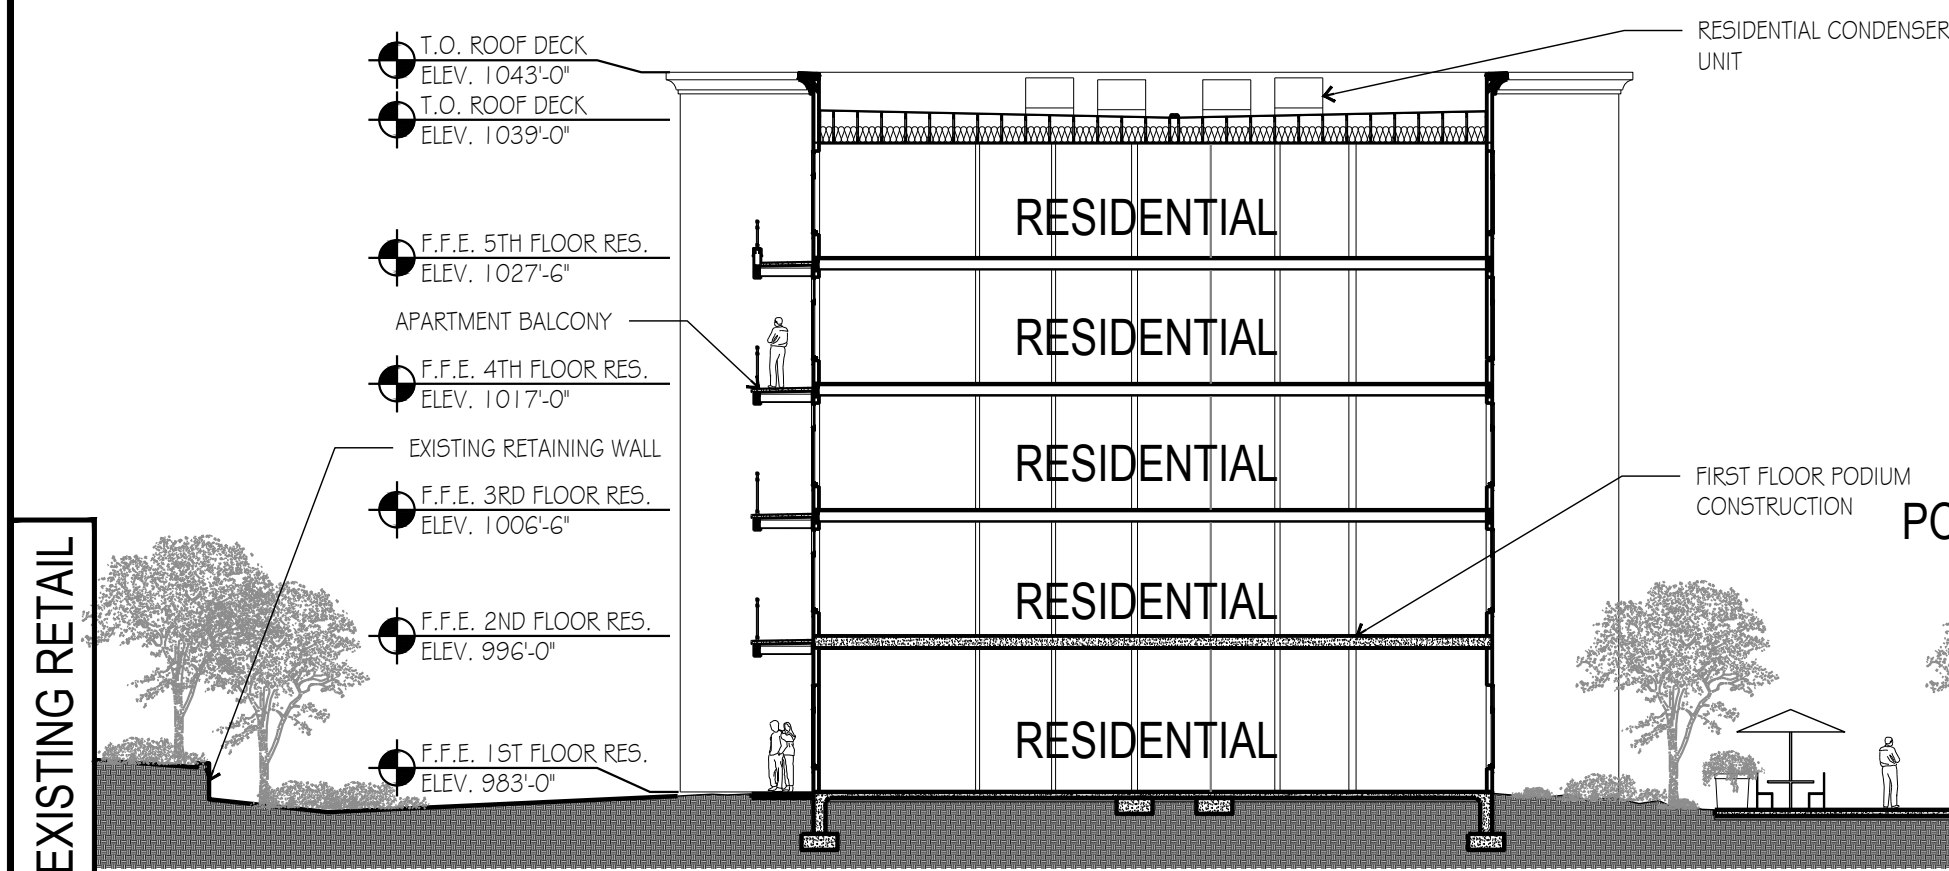 T.O. ROOF DECK
ELEV. 1043'-0"
T.O. ROOF DECK
ELEV. 1039'-0"
F.F.E. 5TH FLOOR RES.
ELEV. 1027'-6"
APARTMENT BALCONY
F.F.E. 4TH FLOOR RES.
ELEV. 1017'-0"
EXISTING RETAINING WALL
F.F.E. 3RD FLOOR RES.
ELEV. 1006'-6"
F.F.E. 2ND FLOOR RES.
ELEV. 996'-0"
F.F.E. 1ST FLOOR RES.
ELEV. 983'-0"
EXISTING RETAIL
RESIDENTIAL
RESIDENTIAL
RESIDENTIAL
RESIDENTIAL
RESIDENTIAL
RESIDENTIAL CONDENSER
UNIT
FIRST FLOOR PODIUM
CONSTRUCTION